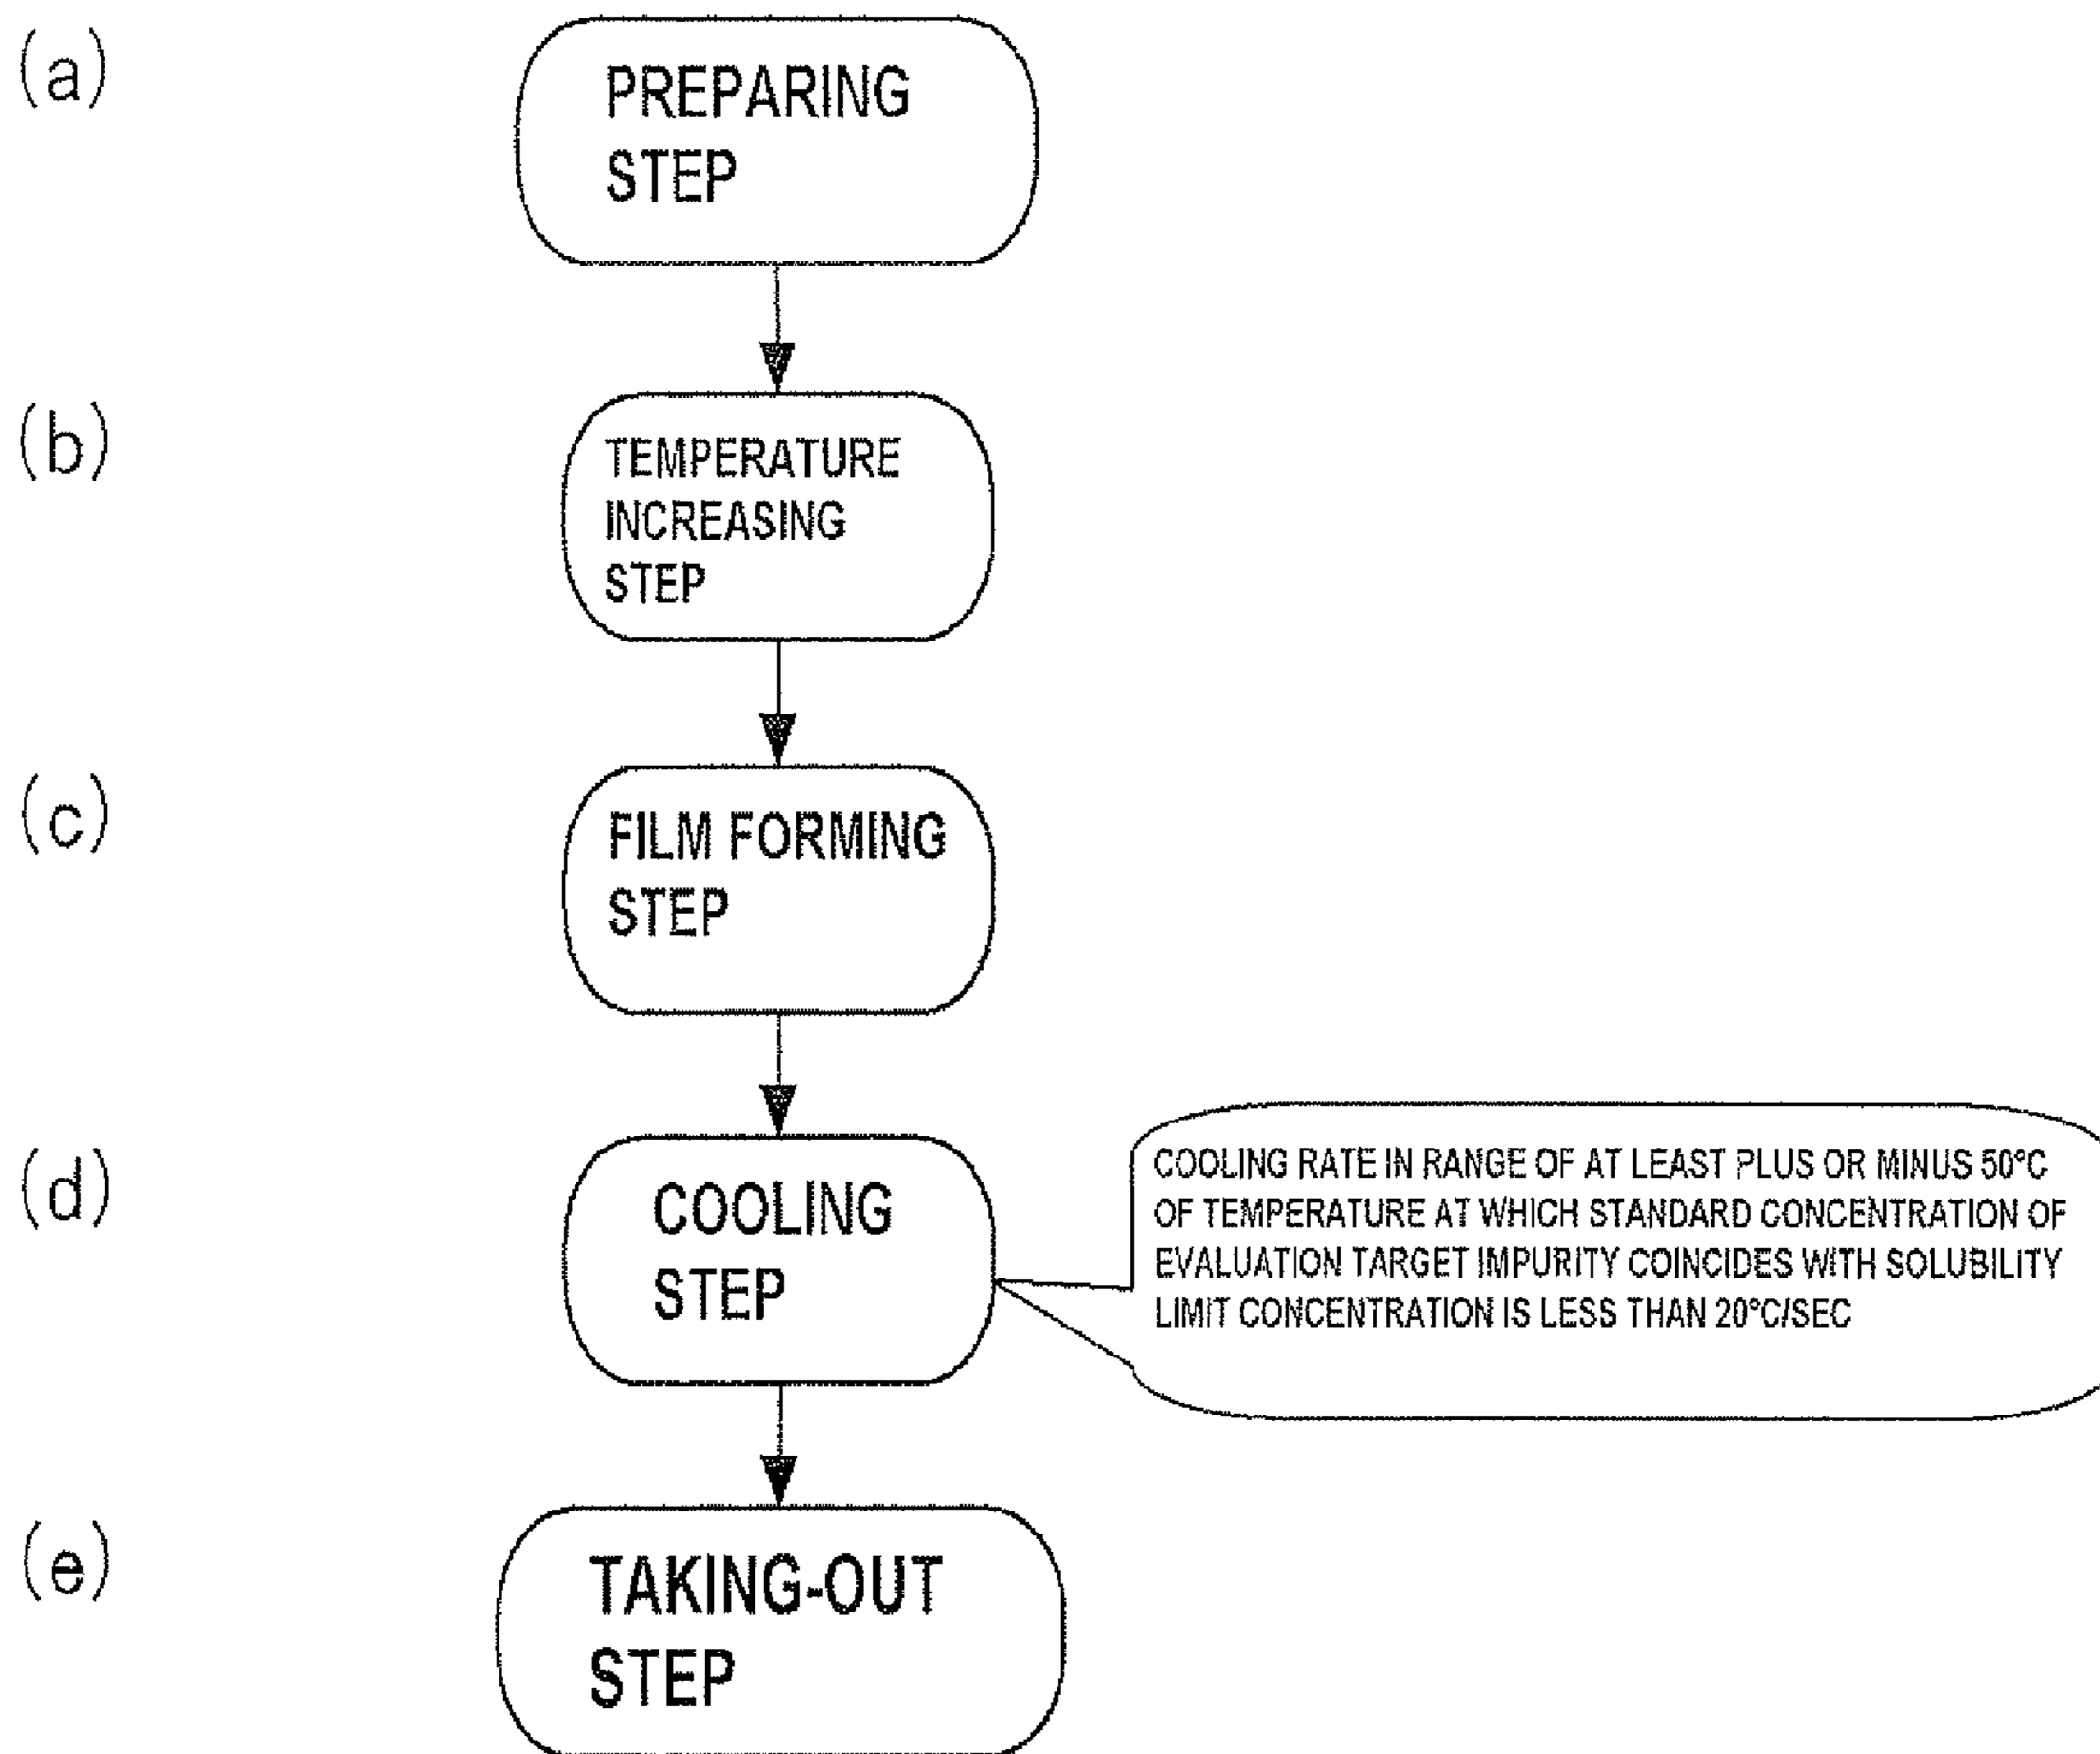 (a)
PREPARING
STEP
(b)
TEMPERATURE
INCREASING
STEP
(c)
FILM FORMING
STEP
(d)
COOLING
STEP
COOLING RATE IN RANGE OF AT LEAST PLUS OR MINUS 50°C
OF TEMPERATURE AT WHICH STANDARD CONCENTRATION OF
EVALUATION TARGET IMPURITY COINCIDES WITH SOLUBILITY
LIMIT CONCENTRATION IS LESS THAN 20°C/SEC
(e)
TAKING-OUT
STEP